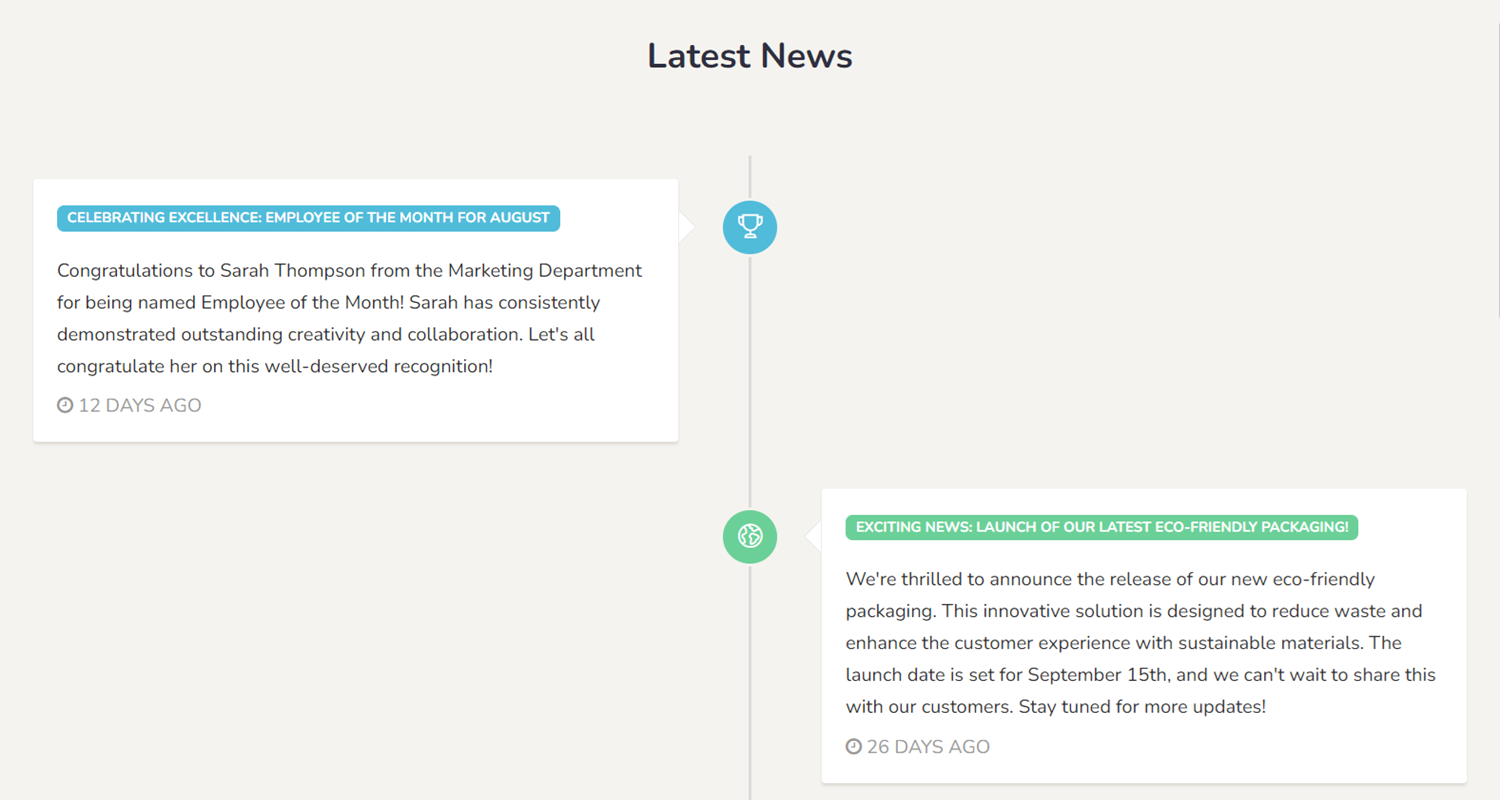 Latest News
CELEBRATING EXCELLENCE: EMPLOYEE OF THE MONTH FOR AUGUST
Congratulations to Sarah Thompson from the Marketing Department
for being named Employee of the Month! Sarah has consistently
demonstrated outstanding creativity and collaboration. Let's all
congratulate her on this well-deserved recognition!
12 DAYS AGO
EXCITING NEWS: LAUNCH OF OUR LATEST ECO-FRIENDLY PACKAGING!
We're thrilled to announce the release of our new eco-friendly
packaging. This innovative solution is designed to reduce waste and
enhance the customer experience with sustainable materials. The
launch date is set for September 15th, and we can't wait to share this
with our customers. Stay tuned for more updates!
26 DAYS AGO